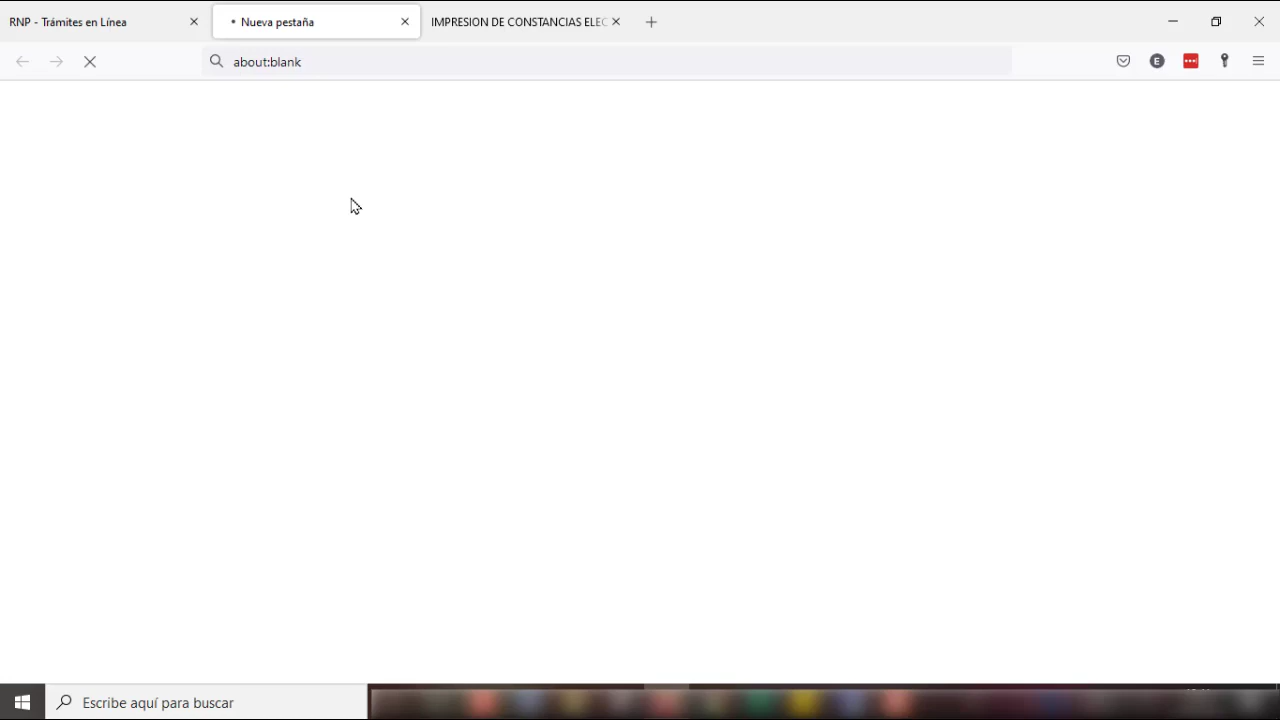 RNP - Trámites en Línea
Nueva pestaña
IMPRESION DE CONSTANCIAS ELEC
about:blank
E
Escribe aquí para buscar